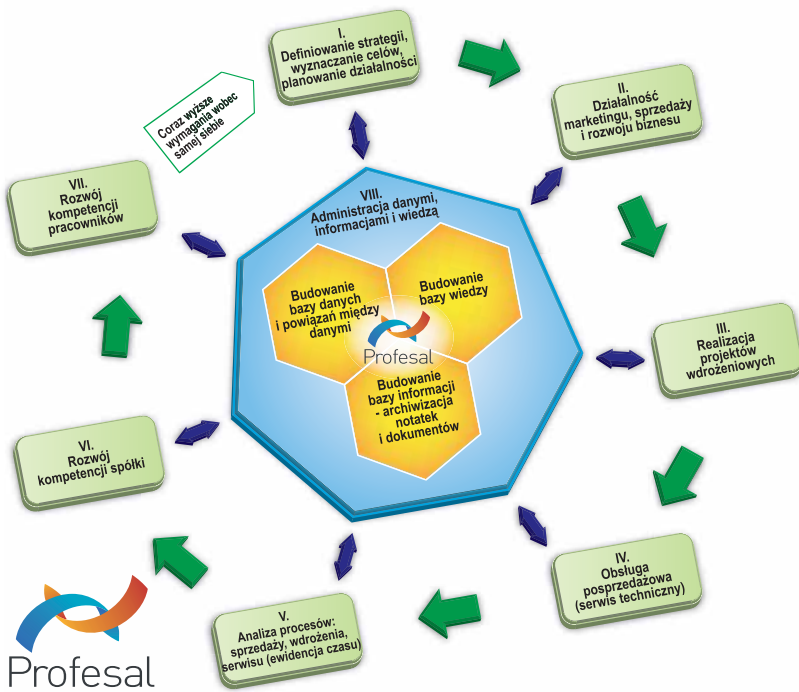 I.
Definiowanie strategii,
wyznaczanie celów,
planowanie działalności
II.
Działalność
marketingu, sprzedaży
i rozwoju biznesu
III.
Realizacja
projektów
wdrożeniowych
IV.
Obsługa
posprzedażowa
(serwis techniczny)
V.
Analiza procesów:
sprzedaży, wdrożenia,
serwisu (ewidencja czasu)
VI.
Rozwój
kompetencji spółki
VII.
Rozwój
kompetencji
pracowników
Coraz wyższe
wymagania wobec
samej siebie
VIII.
Administracja danymi,
informacjami i wiedzą
Budowanie
bazy danych
i powiązań między
danymi
Budowanie
bazy wiedzy
Profesal
Budowanie
bazy informacji
- archiwizacja
notatek
i dokumentów
Profesal